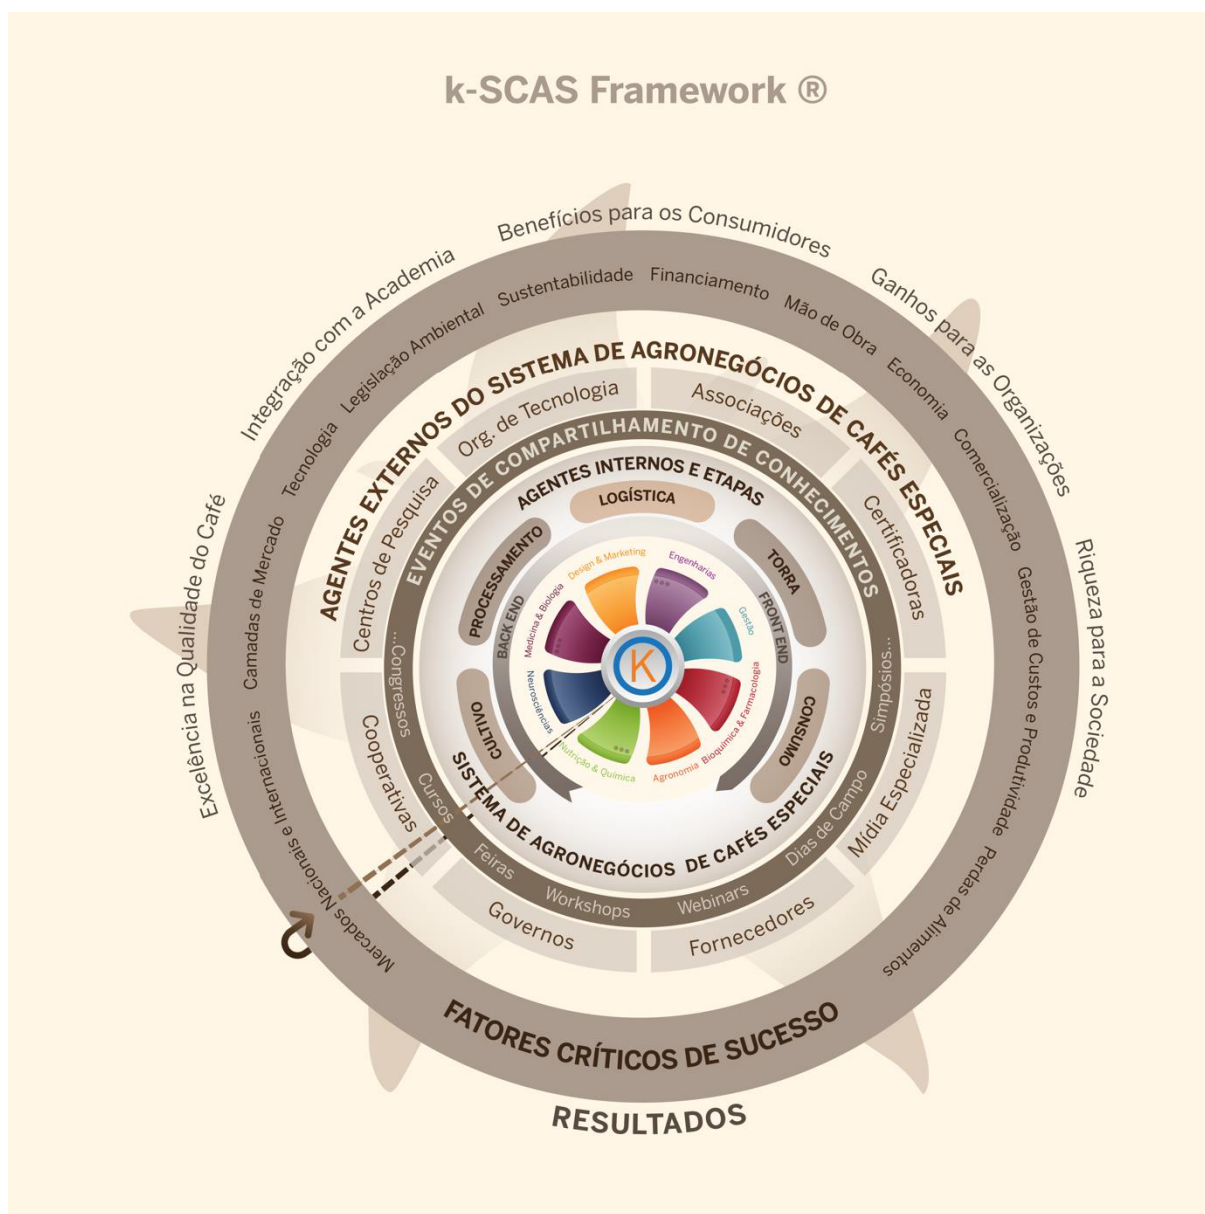 k-SCAS Framework ®
Excelência na Qualidade do Café
Integração com a Academia
Benefícios para os Consumidores
Ganhos para as Organizações
Riqueza para a Sociedade
Mercados Nacionais e Internacionais
Camadas de Mercado
Tecnologia
Legislação Ambiental
Sustentabilidade
Financiamento
Mão de Obra
Economia
Comercialização
Gestão de Custos e Produtividade
Perdas de Alimentos
AGENTES EXTERNOS DO SISTEMA DE AGRONEGÓCIOS DE CAFÉS ESPECIAIS
Governos
Cooperativas
Centros de Pesquisa
Org. de Tecnologia
Associações
Certificadoras
Mídia Especializada
Fornecedores
EVENTOS DE COMPARTILHAMENTO DE CONHECIMENTOS
...Congressos
Cursos
Feiras
Workshops
Webinars
Dias de Campo
Simpósios...
AGENTES INTERNOS E ETAPAS
CULTIVO
PROCESSAMENTO
LOGÍSTICA
TORRA
CONSUMO
BACK END
FRONT END
Design & Marketing
Engenharias
Gestão
Bioquímica & Farmacologia
Agronomia
Nutrição & Química
Neurosciências
Medicina & Biologia
K
SISTEMA DE AGRONEGÓCIOS DE CAFÉS ESPECIAIS
FATORES CRÍTICOS DE SUCESSO
RESULTADOS